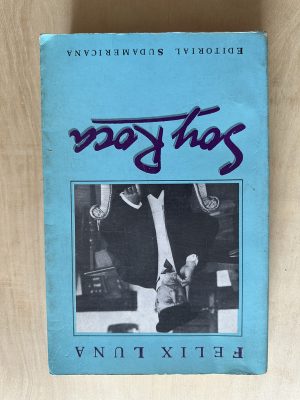 FELIX LUNA
Soy Roca
EDITORIAL SUDAMERICANA